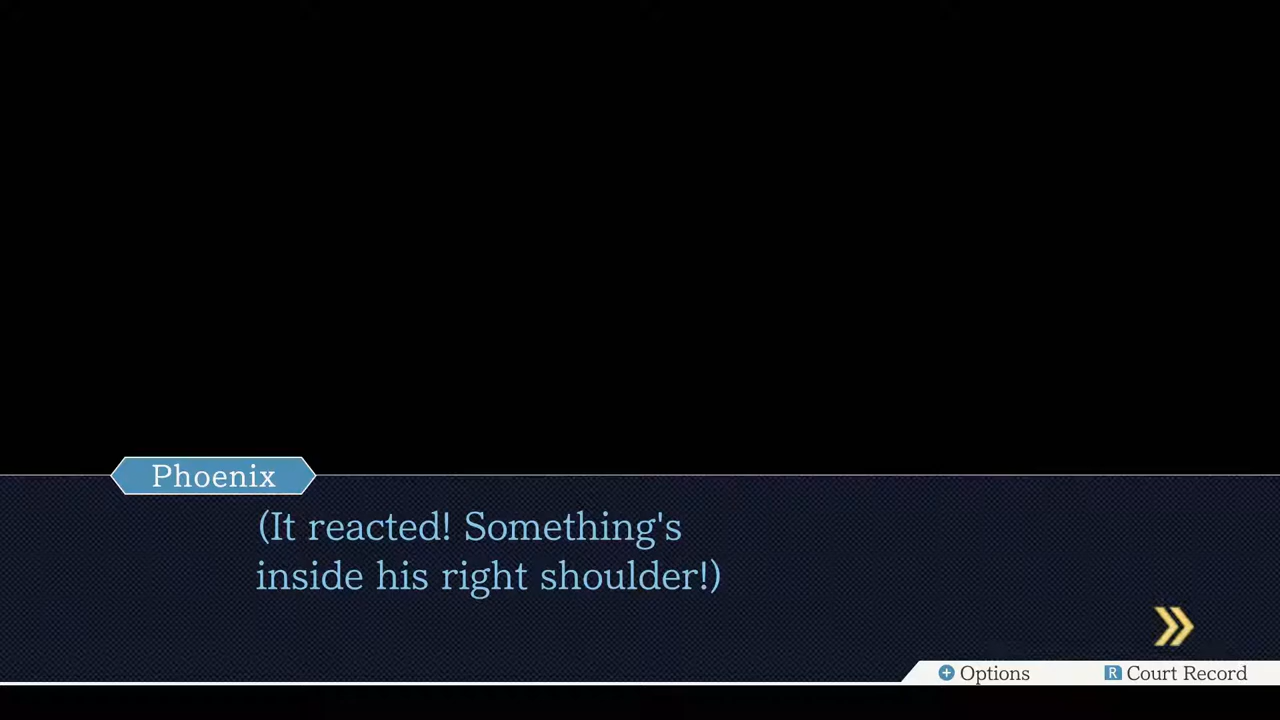 Phoenix
(It reacted! Something's
inside his right shoulder!)
+ Options
R Court Record